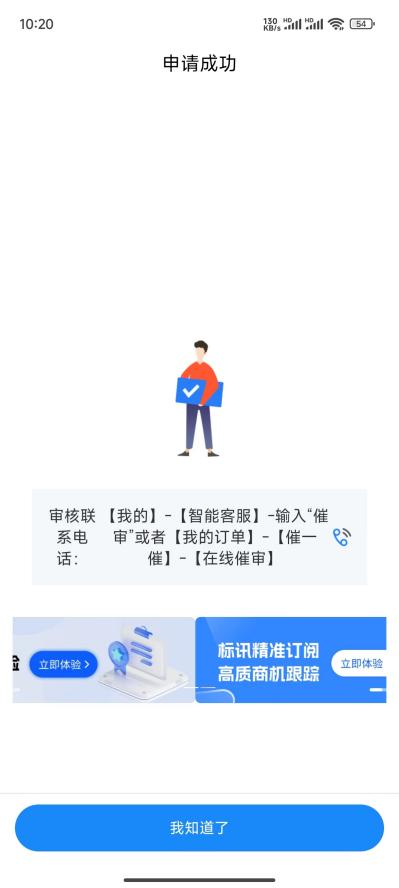 10:20
130 KB/s HD HD 54
申请成功
审核联系电话： 【我的】-【智能客服】-输入“催
审”或者【我的订单】-【催一
催】-【在线催审】
验 立即体验
标讯精准订阅
高质商机跟踪
立即体验
我知道了